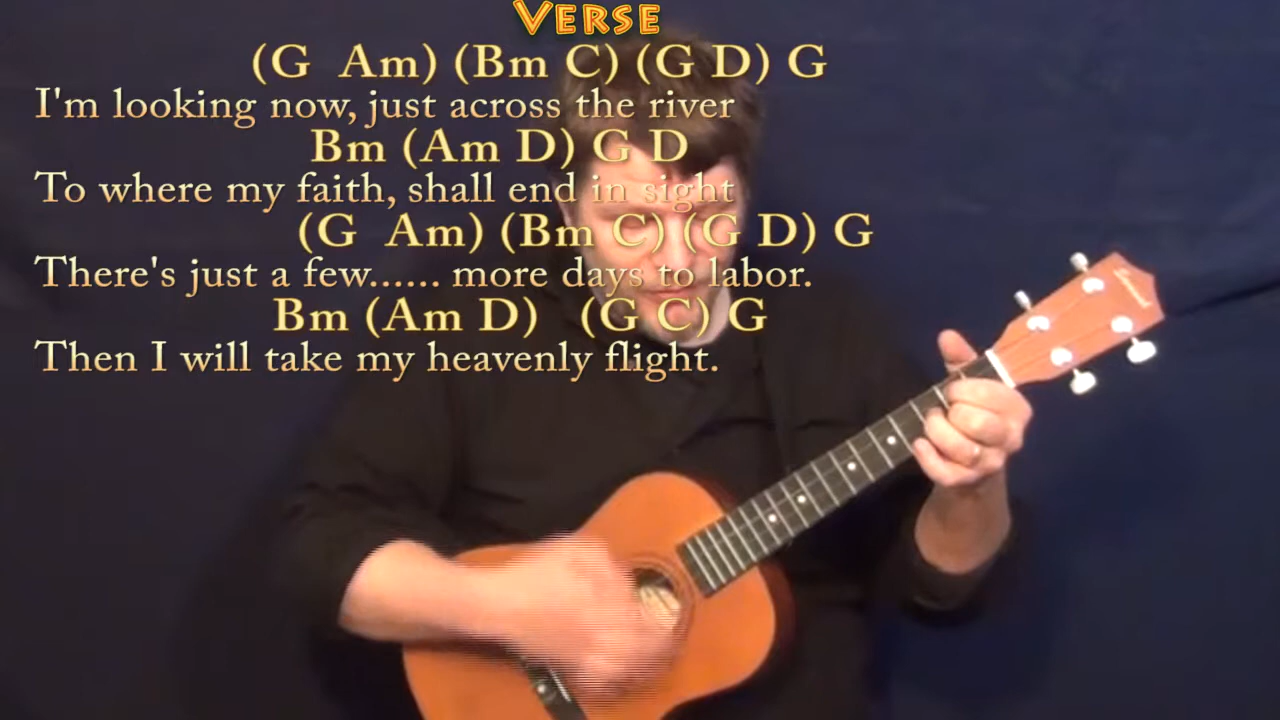 VERSE
(G Am) (Bm C) (G D) G
I'm looking now, just across the river
Bm (Am D) G D
To where my faith, shall end in sight
(G Am) (Bm C) (G D) G
There's just a few...... more days to labor.
Bm (Am D) (G C) G
Then I will take my heavenly flight.